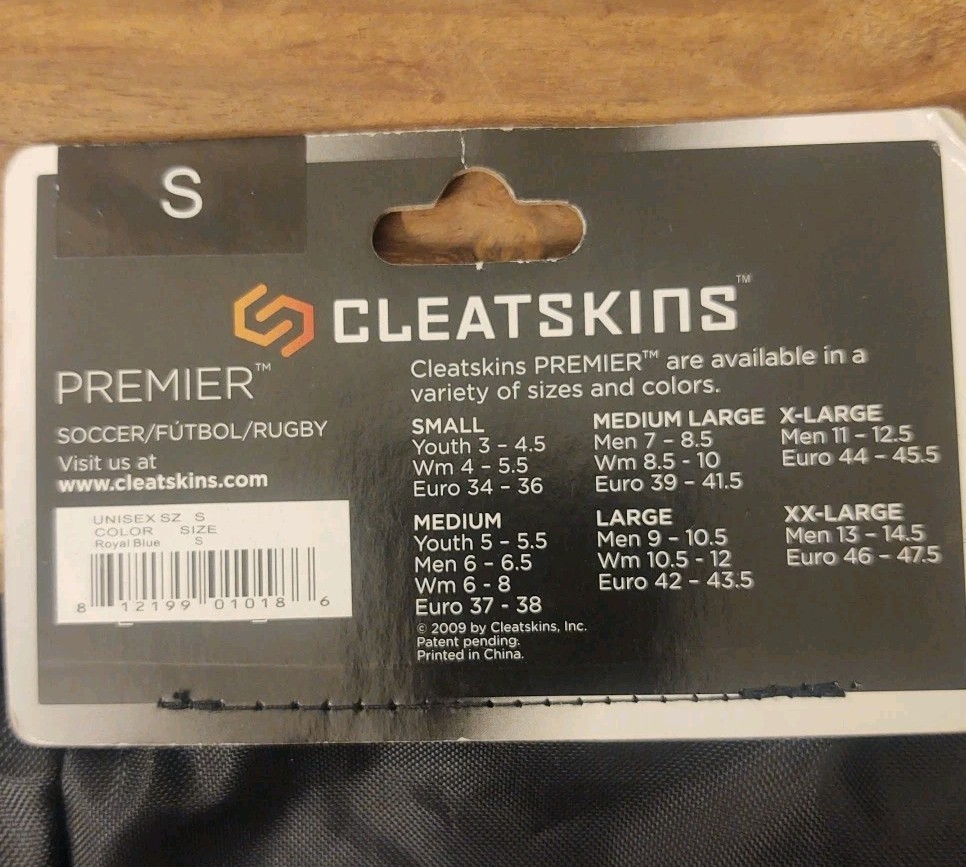 S
CLEATSKINS™
PREMIER™
SOCCER/FÚTBOL/RUGBY
Visit us at
www.cleatskins.com
UNISEX SZ S
COLOR SIZE
Royal Blue S
8 12199 01018 6
Cleatskins PREMIER™ are available in a
variety of sizes and colors.
SMALL
Youth 3 - 4.5
Wm 4 - 5.5
Euro 34 - 36
MEDIUM
Youth 5 - 5.5
Men 6 - 6.5
Wm 6 - 8
Euro 37 - 38
MEDIUM LARGE
Men 7 - 8.5
Wm 8.5 - 10
Euro 39 - 41.5
LARGE
Men 9 - 10.5
Wm 10.5 - 12
Euro 42 - 43.5
X-LARGE
Men 11 - 12.5
Euro 44 - 45.5
XX-LARGE
Men 13 - 14.5
Euro 46 - 47.5
© 2009 by Cleatskins, Inc.
Patent pending.
Printed in China.